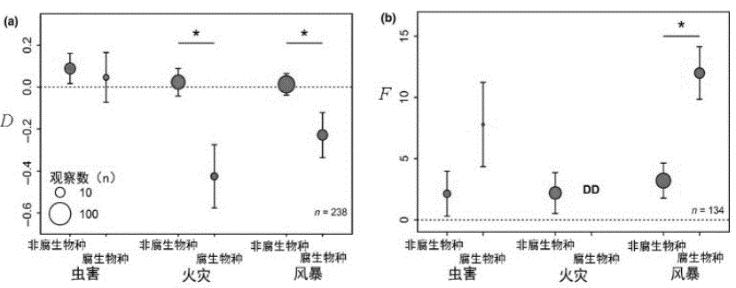 (a)
*
*
0.2
0.0
−0.2
−0.4
−0.6
D
观察数（n）
10
100
n = 238
非腐生物种
腐生物种
非腐生物种
腐生物种
非腐生物种
腐生物种
虫害
火灾
风暴
(b)
*
15
10
5
0
F
DD
n = 134
非腐生物种
腐生物种
非腐生物种
腐生物种
非腐生物种
腐生物种
虫害
火灾
风暴